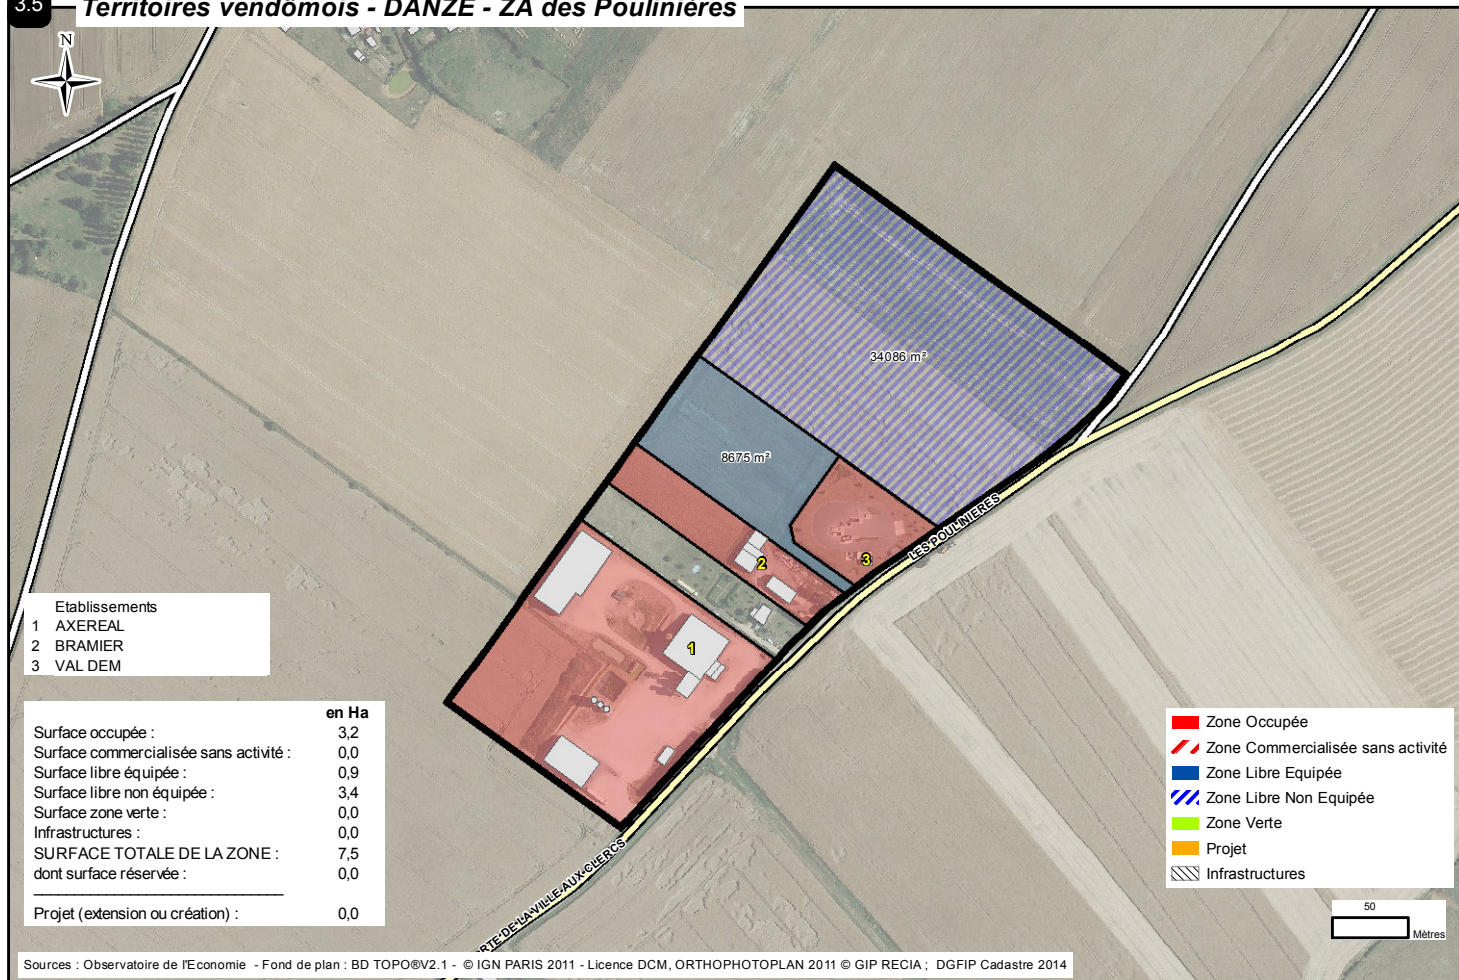 3.5 Territoires vendômois - DANZE - ZA des Poulinières
N
34086 m²
8675 m²
LES POULINIERES
3
2
1
Etablissements
1 AXEREAL
2 BRAMIER
3 VAL DEM
en Ha
Surface occupée : 3,2
Surface commercialisée sans activité : 0,0
Surface libre équipée : 0,9
Surface libre non équipée : 3,4
Surface zone verte : 0,0
Infrastructures : 0,0
SURFACE TOTALE DE LA ZONE : 7,5
dont surface réservée : 0,0
Projet (extension ou création) : 0,0
RTE-DE-LA-VILLE-AUX-CLERCS
Zone Occupée
Zone Commercialisée sans activité
Zone Libre Equipée
Zone Libre Non Equipée
Zone Verte
Projet
Infrastructures
50
Mètres
Sources : Observatoire de l'Economie - Fond de plan : BD TOPO®V2.1 - © IGN PARIS 2011 - Licence DCM, ORTHOPHOTOPLAN 2011 © GIP RECIA ; DGFIP Cadastre 2014